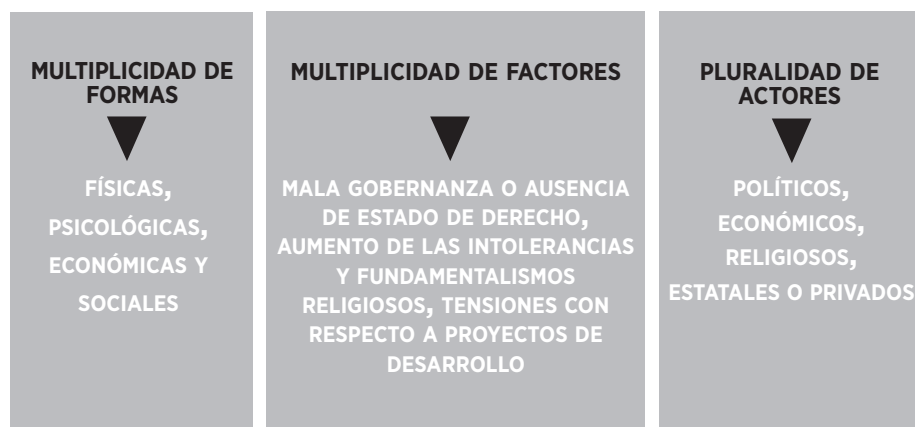 MULTIPLICIDAD DE
FORMAS
FÍSICAS,
PSICOLÓGICAS,
ECONÓMICAS Y
SOCIALES
MULTIPLICIDAD DE FACTORES
MALA GOBERNANZA O AUSENCIA
DE ESTADO DE DERECHO,
AUMENTO DE LAS INTOLERANCIAS
Y FUNDAMENTALISMOS
RELIGIOSOS, TENSIONES CON
RESPECTO A PROYECTOS DE
DESARROLLO
PLURALIDAD DE
ACTORES
POLÍTICOS,
ECONÓMICOS,
RELIGIOSOS,
ESTATALES O PRIVADOS